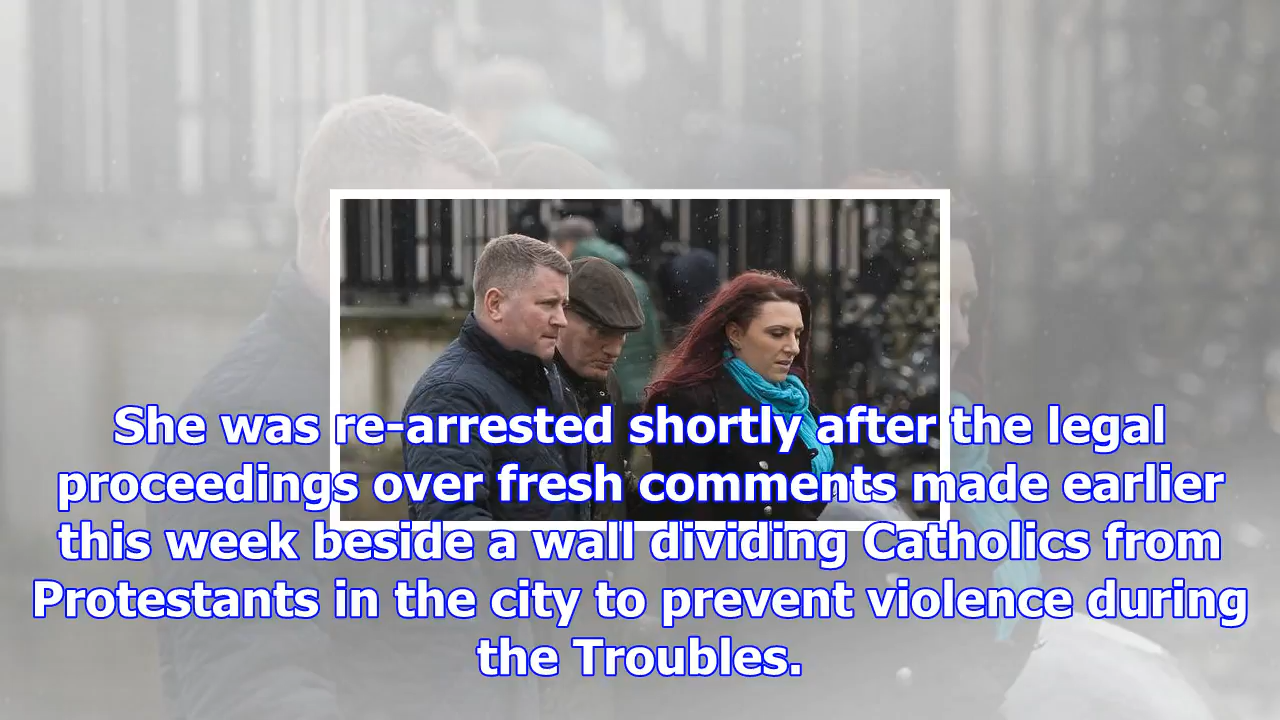 She was re-arrested shortly after the legal
proceedings over fresh comments made earlier
this week beside a wall dividing Catholics from
Protestants in the city to prevent violence during
the Troubles.